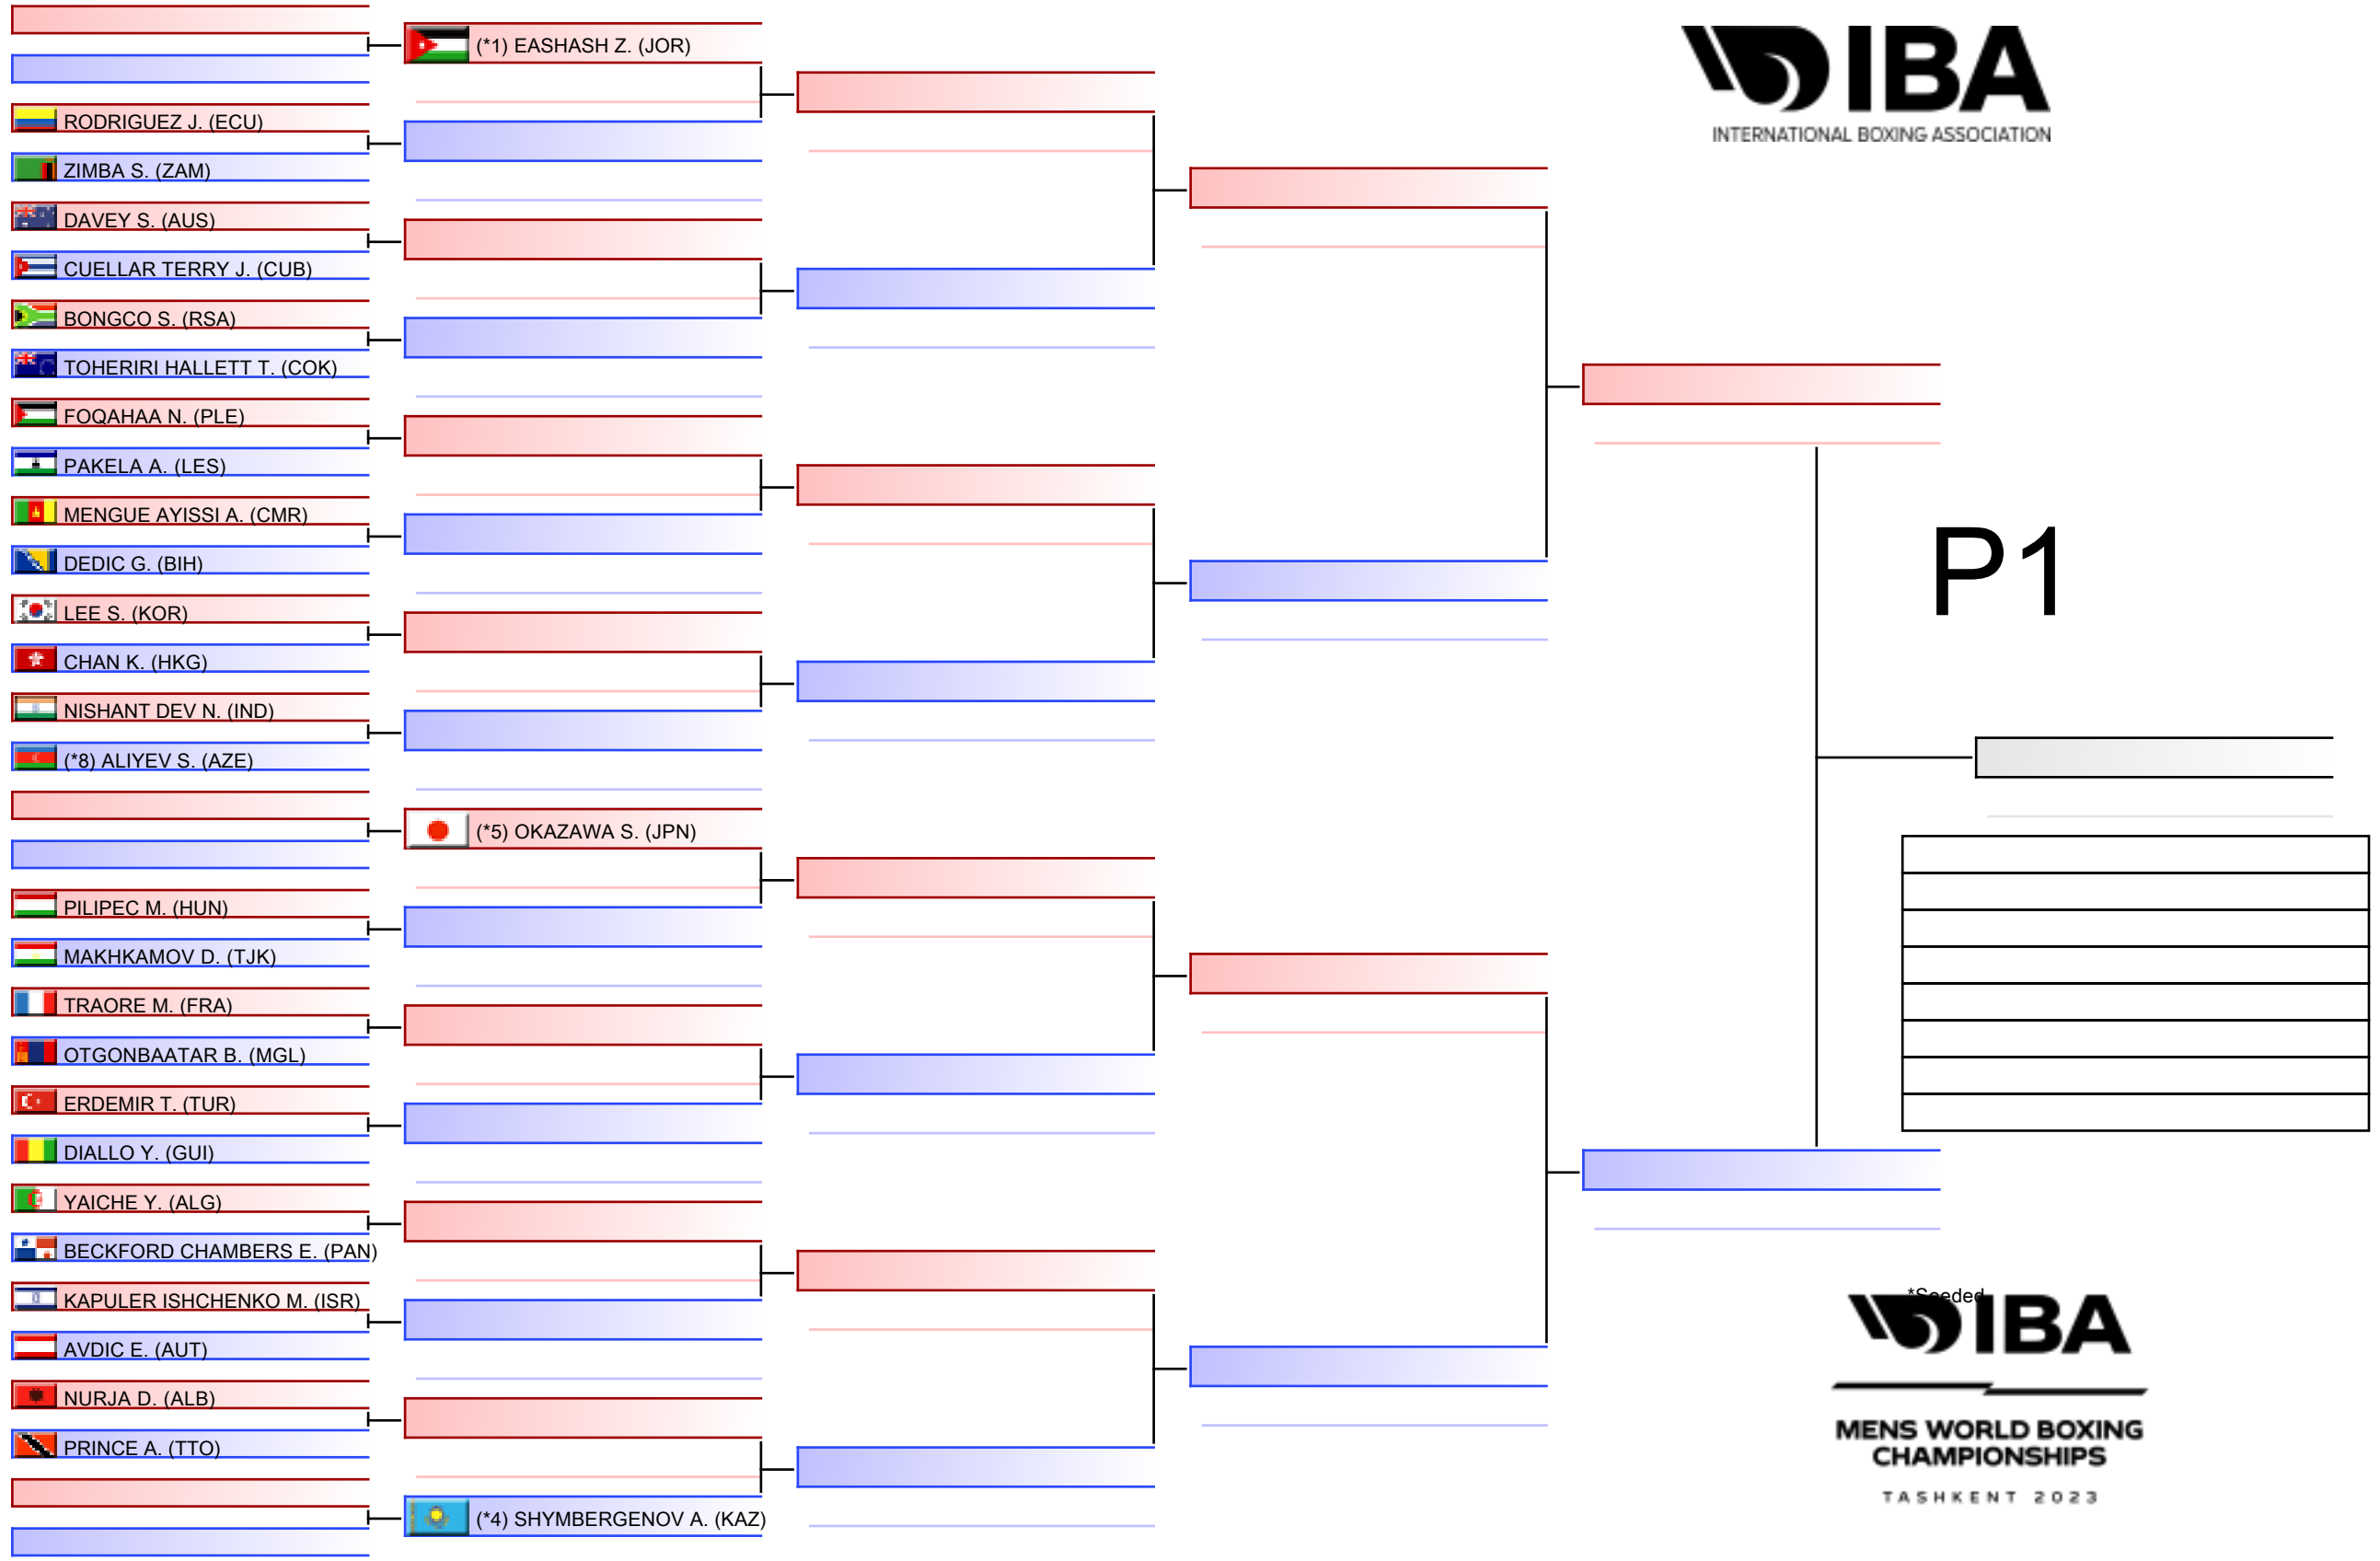 (*1) EASHASH Z. (JOR)
IBA
INTERNATIONAL BOXING ASSOCIATION
RODRIGUEZ J. (ECU)
ZIMBA S. (ZAM)
DAVEY S. (AUS)
CUELLAR TERRY J. (CUB)
BONGCO S. (RSA)
TOHERIRI HALLETT T. (COK)
FOQAHAA N. (PLE)
PAKELA A. (LES)
MENGUE AYISSI A. (CMR)
DEDIC G. (BIH)
P1
LEE S. (KOR)
CHAN K. (HKG)
NISHANT DEV N. (IND)
(*8) ALIYEV S. (AZE)
(*5) OKAZAWA S. (JPN)
PILIPEC M. (HUN)
MAKHKAMOV D. (TJK)
TRAORE M. (FRA)
OTGONBAATAR B. (MGL)
ERDEMIR T. (TUR)
DIALLO Y. (GUI)
YAICHE Y. (ALG)
BECKFORD CHAMBERS E. (PAN)
KAPULER ISHCHENKO M. (ISR)
AVDIC E. (AUT)
NURJA D. (ALB)
PRINCE A. (TTO)
(*4) SHYMBERGENOV A. (KAZ)
*Seeded
IBA
MENS WORLD BOXING
CHAMPIONSHIPS
TASHKENT 2023